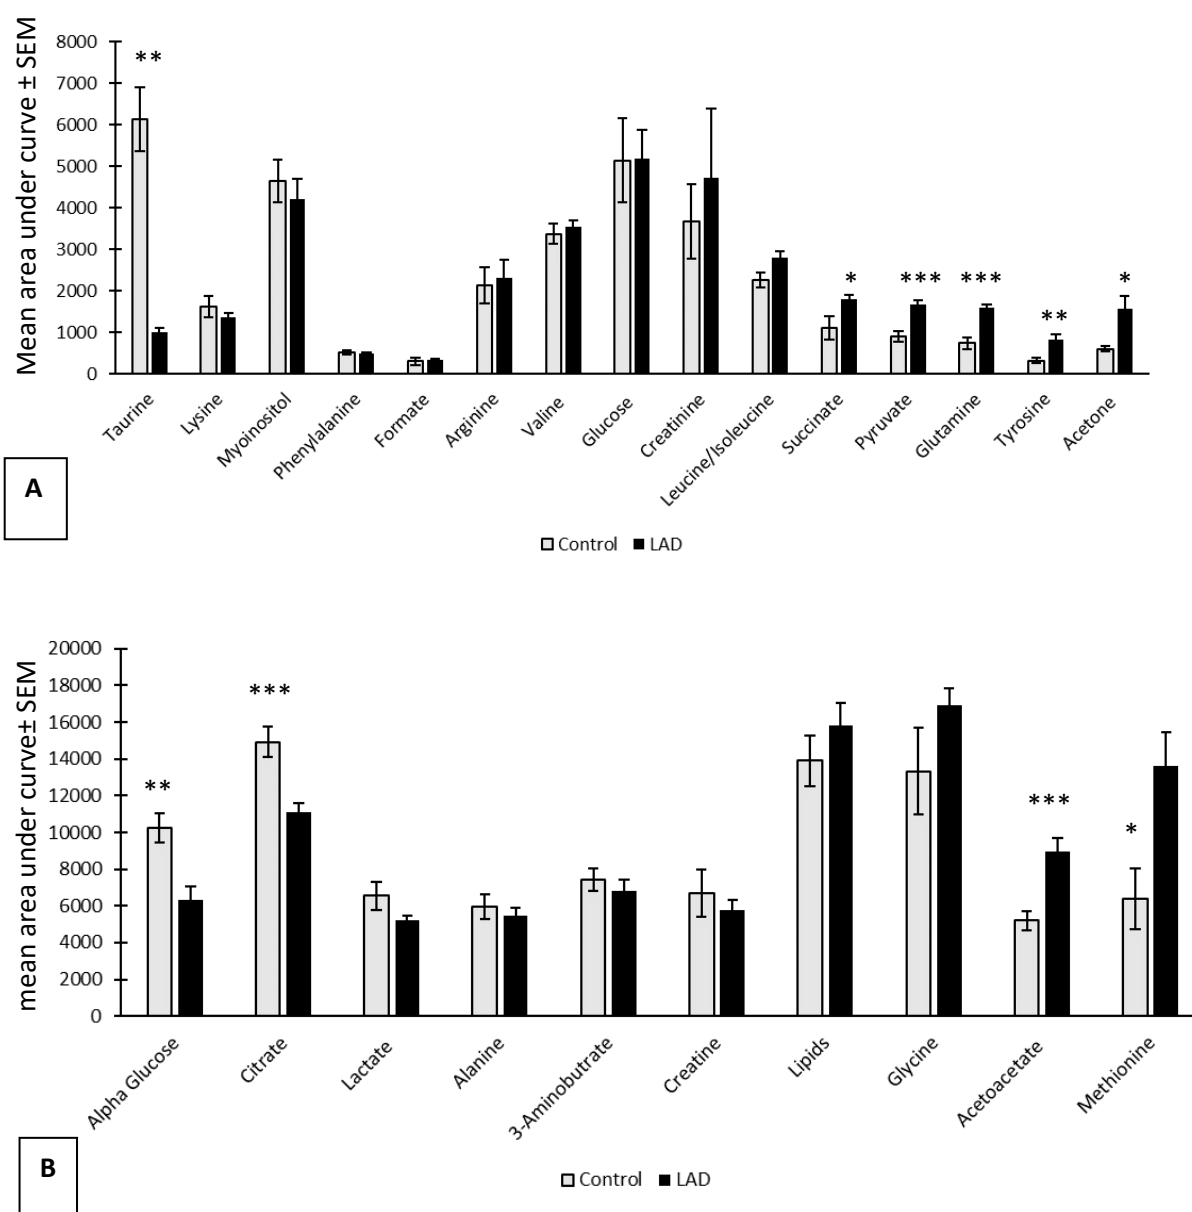 Mean area under curve ± SEM
8000
7000
6000
5000
4000
3000
2000
1000
0
**
*
***
***
**
*
Taurine
Lysine
Myoinositol
Phenylalanine
Formate
Arginine
Valine
Glucose
Creatinine
Leucine/Isoleucine
Succinate
Pyruvate
Glutamine
Tyrosine
Acetone
A
Control LAD
mean area under curve± SEM
20000
18000
16000
14000
12000
10000
8000
6000
4000
2000
0
**
***
***
*
Alpha Glucose
Citrate
Lactate
Alanine
3-Aminobutrate
Creatine
Lipids
Glycine
Acetoacetate
Methionine
B
Control LAD